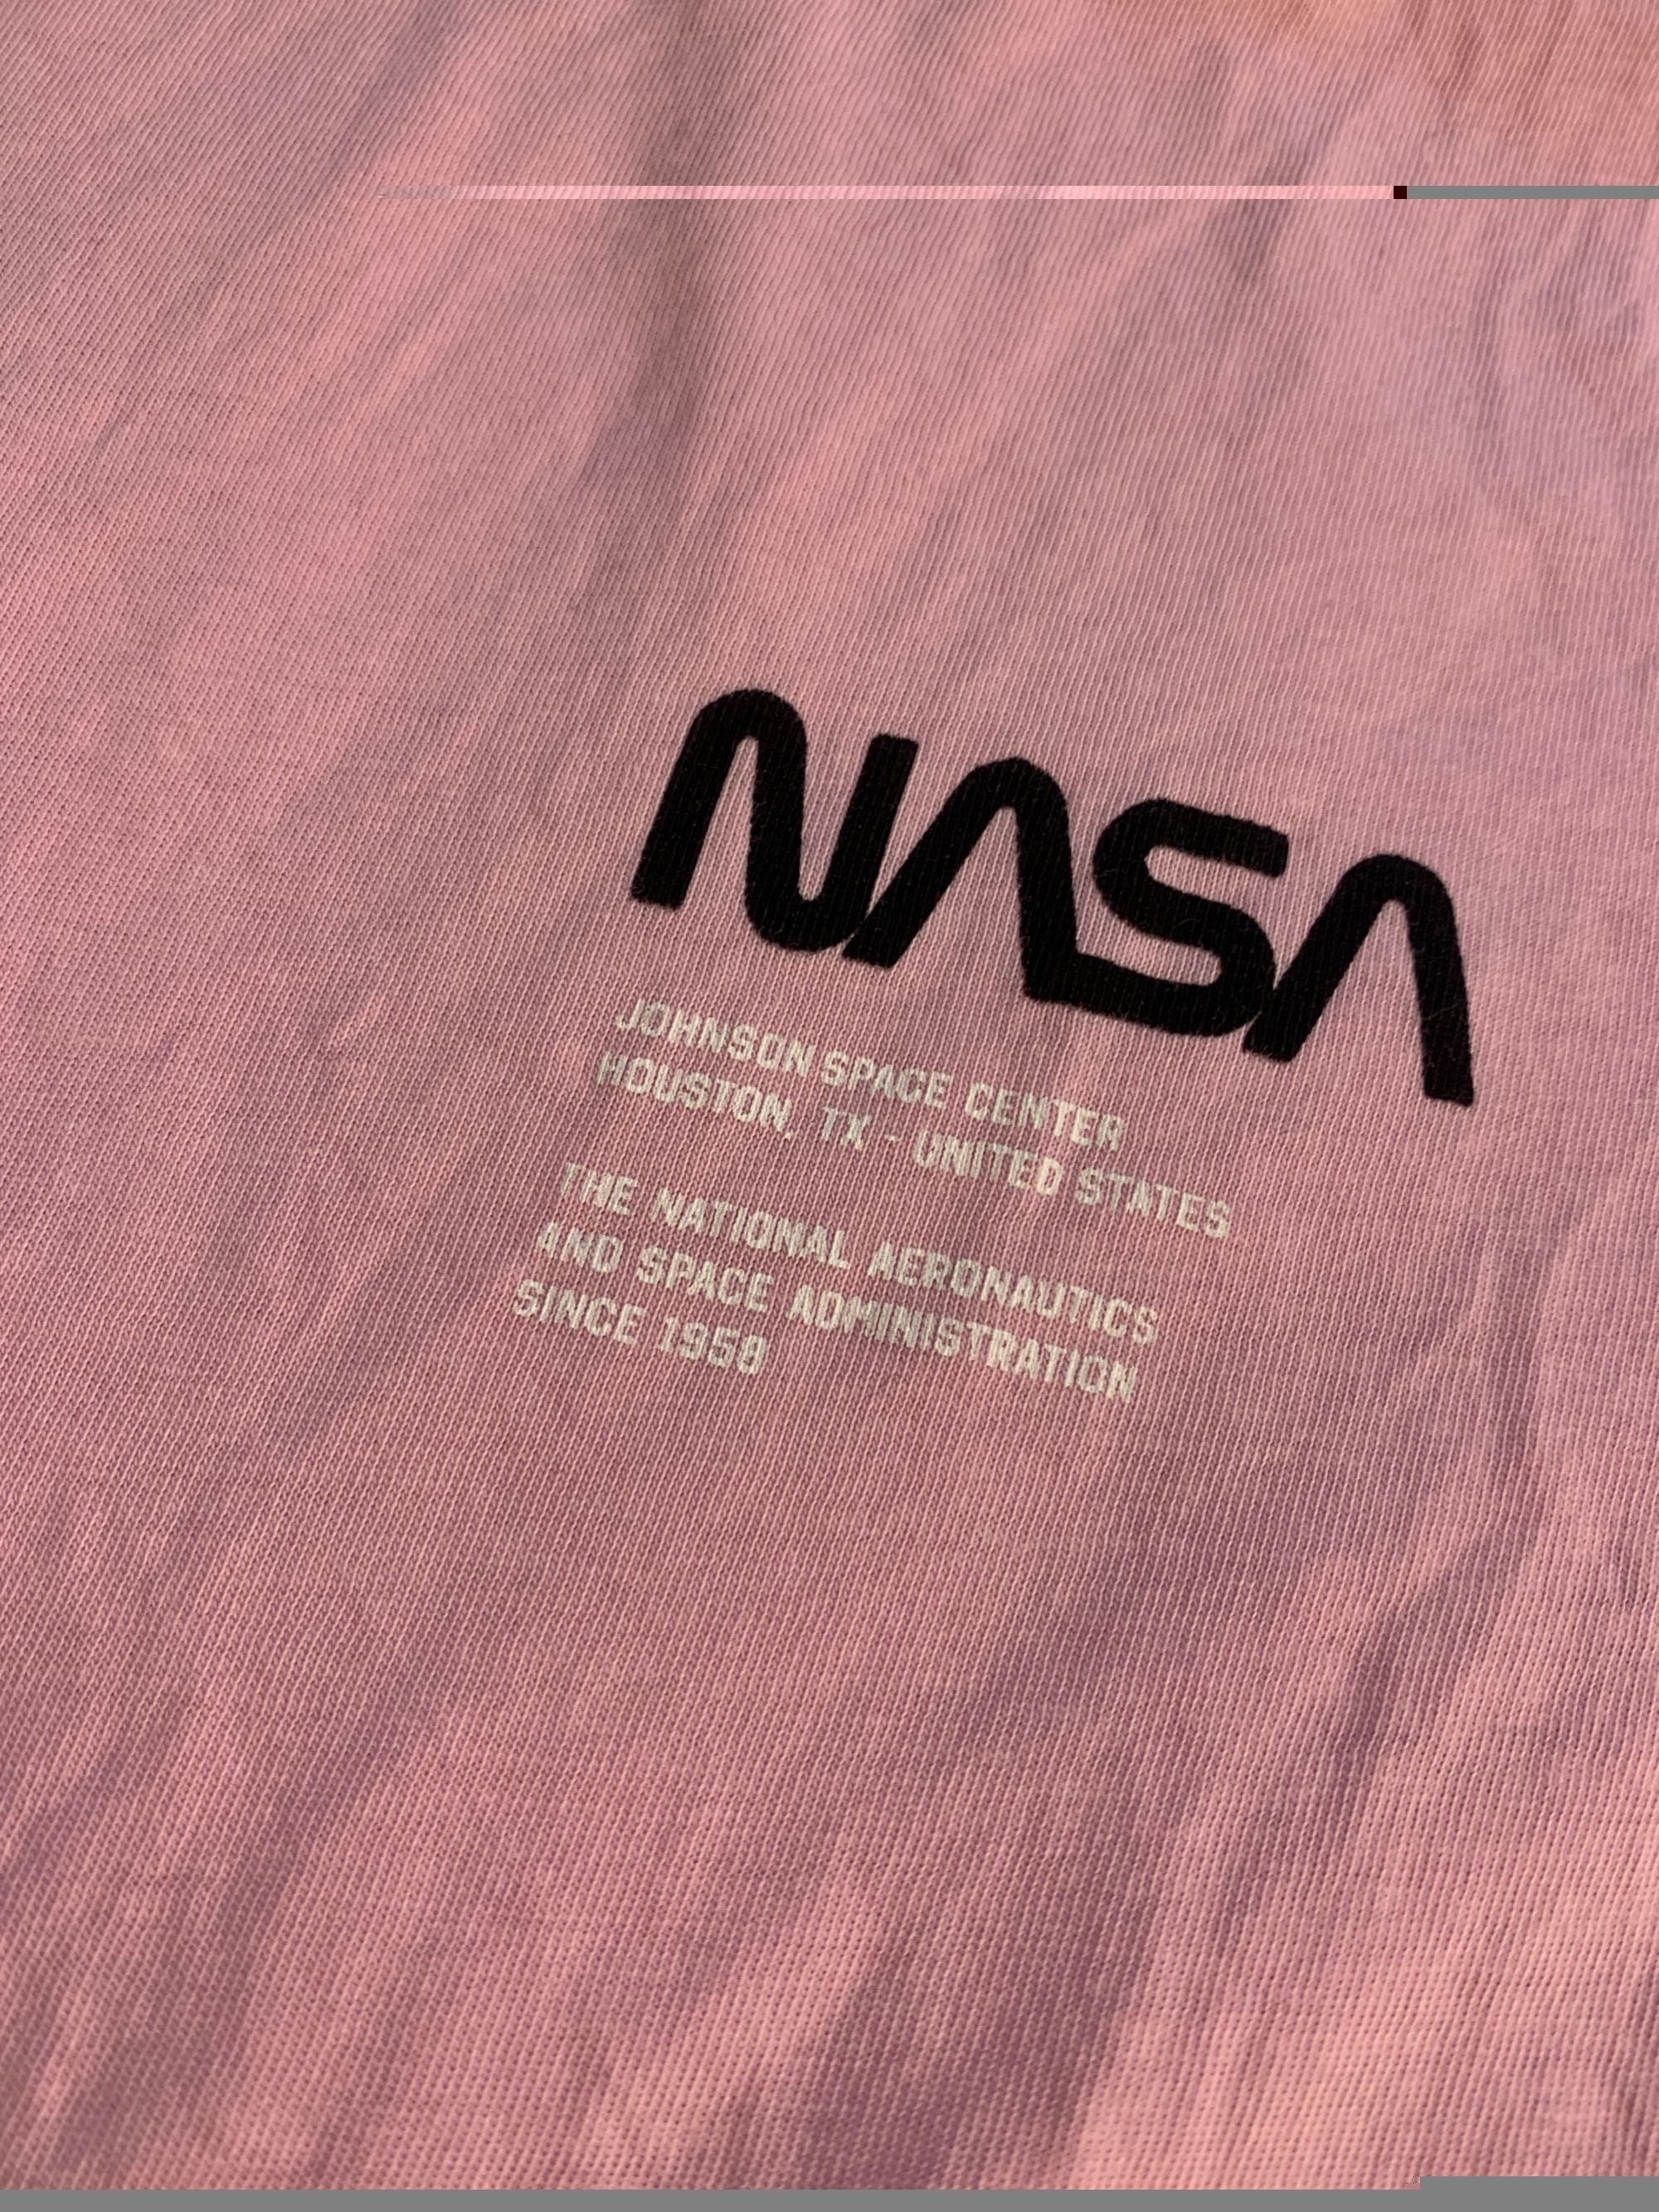 NASA
JOHNSON SPACE CENTER
HOUSTON, TX - UNITED STATES
THE NATIONAL AERONAUTICS
AND SPACE ADMINISTRATION
SINCE 1958